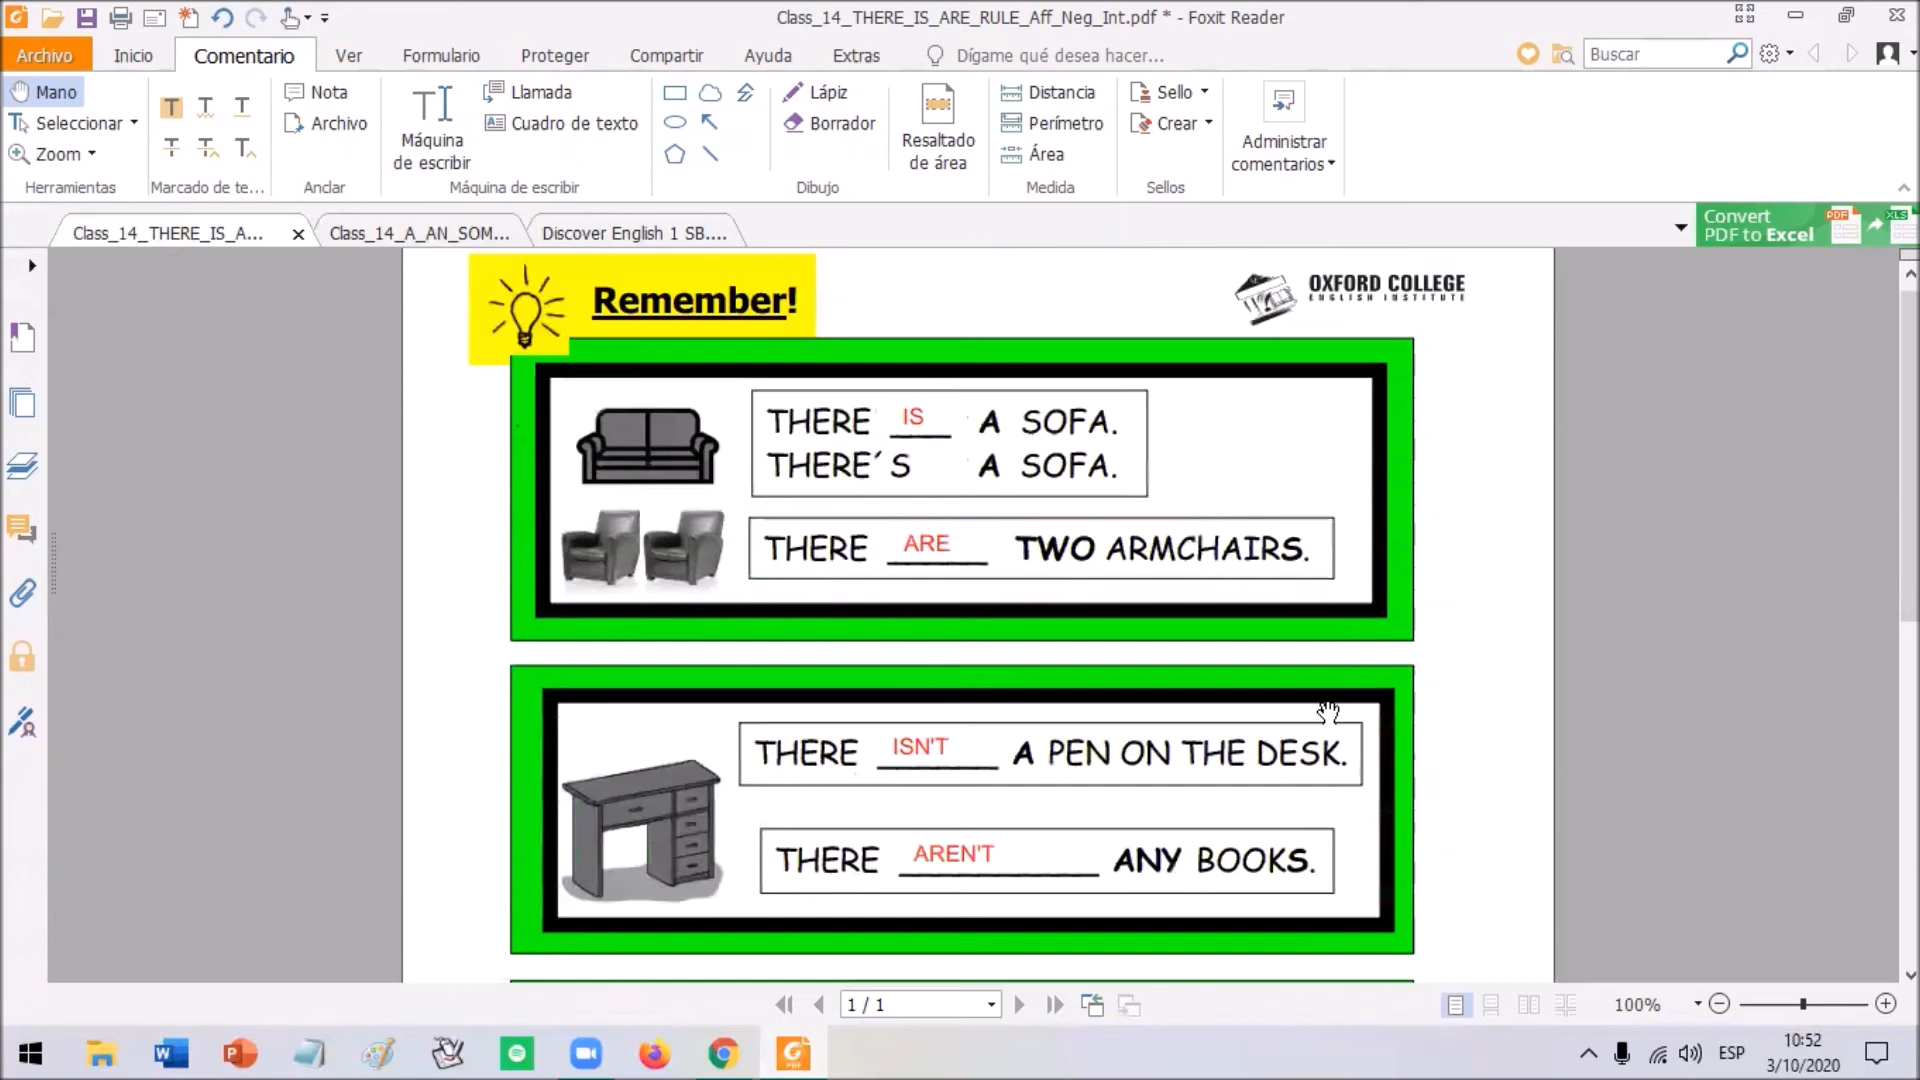 Class_14_THERE_IS_ARE_RULE_Aff_Neg_Int.pdf * - Foxit Reader
Archivo Inicio Comentario Ver Formulario Proteger Compartir Ayuda Extras Dígame qué desea hacer... Buscar
Mano
Seleccionar
Zoom
Herramientas
Marcado de te...
Nota
Archivo
Anclar
Máquina de escribir
Llamada
Cuadro de texto
Máquina de escribir
Lápiz
Borrador
Dibujo
Resaltado de área
Distancia
Perímetro
Área
Medida
Sello
Crear
Sellos
Administrar comentarios
Class_14_THERE_IS_A... Class_14_A_AN_SOM... Discover English 1 SB....
Convert
PDF to Excel
PDF XLS
Remember!
OXFORD COLLEGE
ENGLISH INSTITUTE
THERE IS A SOFA.
THERE´S A SOFA.
THERE ARE TWO ARMCHAIRS.
THERE ISN'T A PEN ON THE DESK.
THERE AREN'T ANY BOOKS.
1 / 1
100%
ESP
10:52
3/10/2020